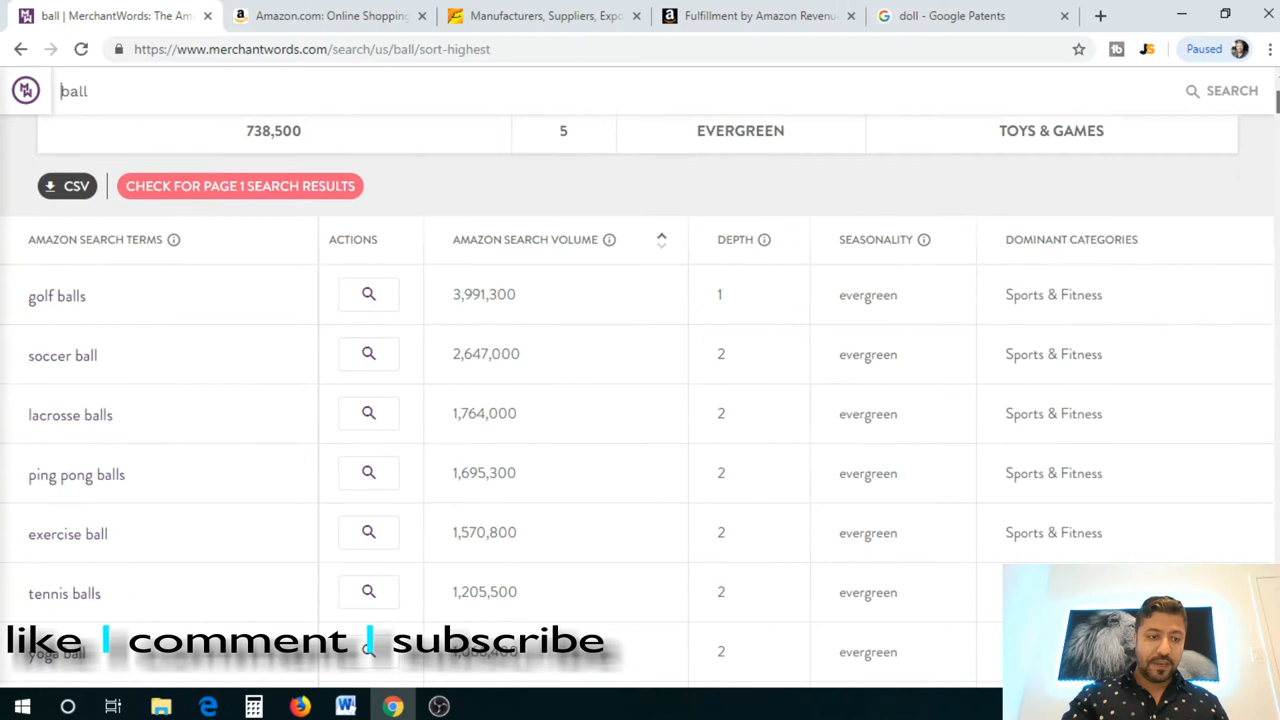 ball | MerchantWords: The Am
Amazon.com: Online Shopping
Manufacturers, Suppliers, Expo
Fulfillment by Amazon Revenu
doll - Google Patents
https://www.merchantwords.com/search/us/ball/sort-highest
Paused
ball
SEARCH
738,500 5 EVERGREEN TOYS & GAMES
CSV CHECK FOR PAGE 1 SEARCH RESULTS
AMAZON SEARCH TERMS ACTIONS AMAZON SEARCH VOLUME DEPTH SEASONALITY DOMINANT CATEGORIES
golf balls 3,991,300 1 evergreen Sports & Fitness
soccer ball 2,647,000 2 evergreen Sports & Fitness
lacrosse balls 1,764,000 2 evergreen Sports & Fitness
ping pong balls 1,695,300 2 evergreen Sports & Fitness
exercise ball 1,570,800 2 evergreen Sports & Fitness
tennis balls 1,205,500 2 evergreen
like | comment | subscribe
yoga ball 2 evergreen